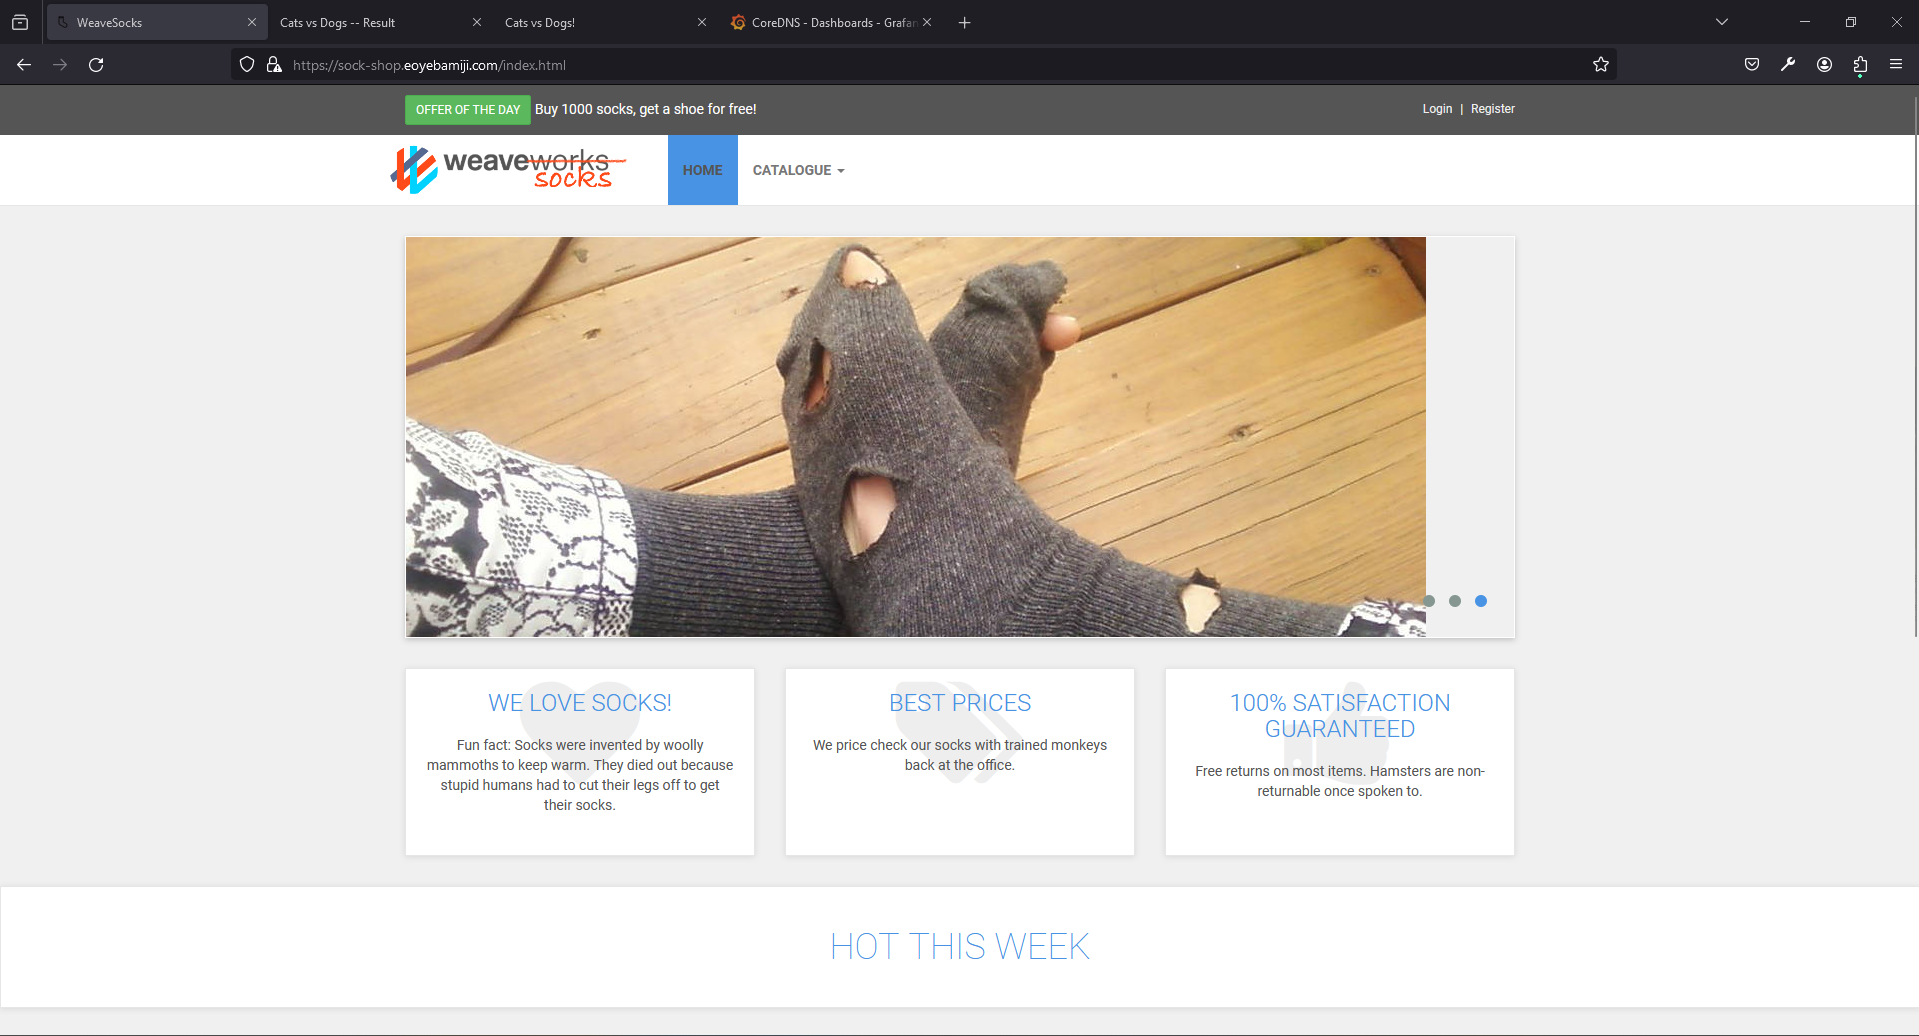 WeaveSocks
Cats vs Dogs -- Result
Cats vs Dogs!
CoreDNS - Dashboards - Grafan
https://sock-shop.eoyebamiji.com/index.html
OFFER OF THE DAY Buy 1000 socks, get a shoe for free!
Login | Register
weaveworks
socks
HOME
CATALOGUE
WE LOVE SOCKS!
Fun fact: Socks were invented by woolly
mammoths to keep warm. They died out because
stupid humans had to cut their legs off to get
their socks.
BEST PRICES
We price check our socks with trained monkeys
back at the office.
100% SATISFACTION
GUARANTEED
Free returns on most items. Hamsters are non-
returnable once spoken to.
HOT THIS WEEK